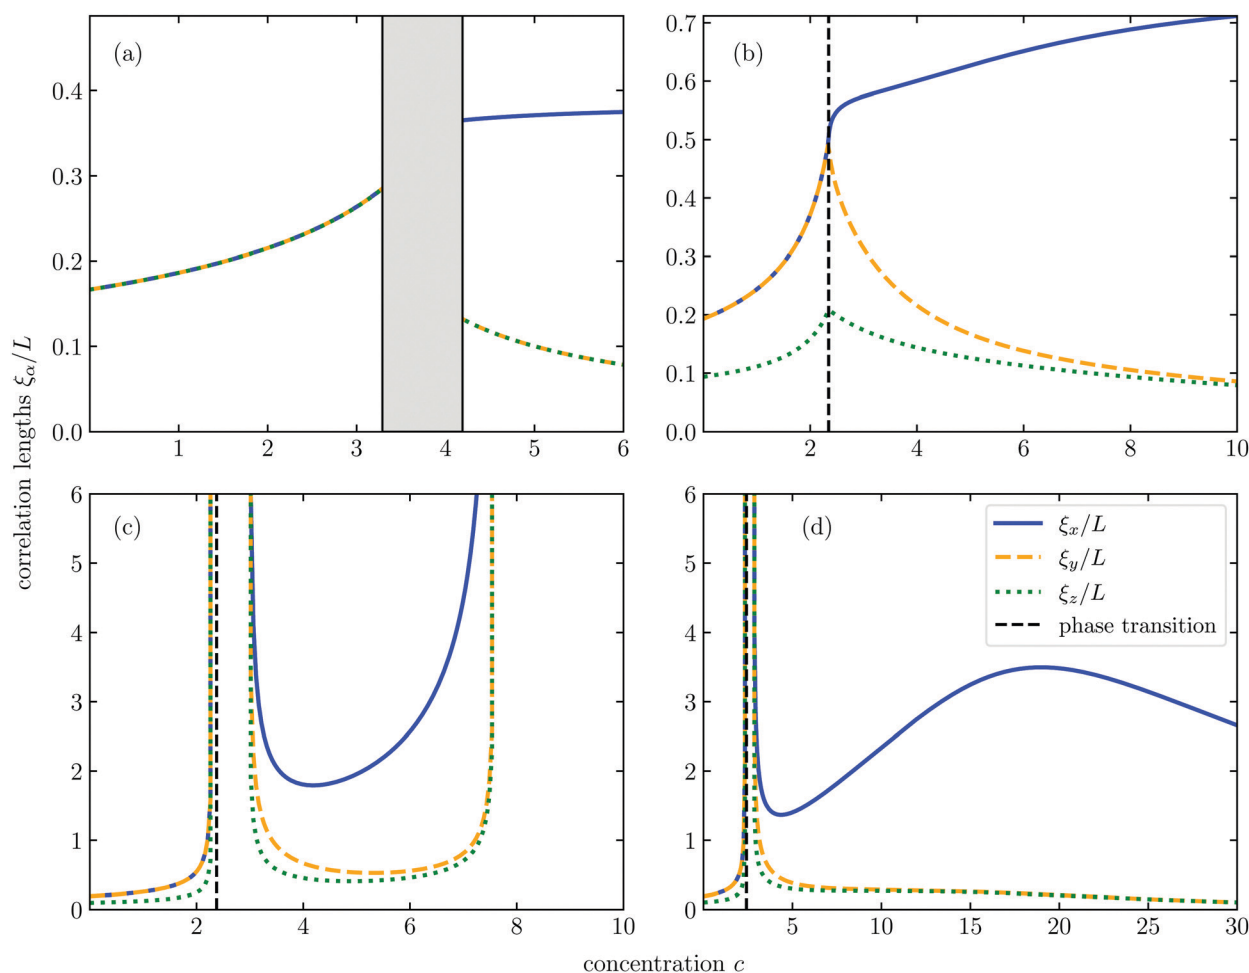 correlation lengths ξα/L
(a)
0.4
0.3
0.2
0.1
0.0
1 2 3 4 5 6
(b)
0.7
0.6
0.5
0.4
0.3
0.2
0.1
0.0
2 4 6 8 10
(c)
6
5
4
3
2
1
0
2 4 6 8 10
(d)
6
5
4
3
2
1
0
5 10 15 20 25 30
ξx/L
ξy/L
ξz/L
phase transition
concentration c